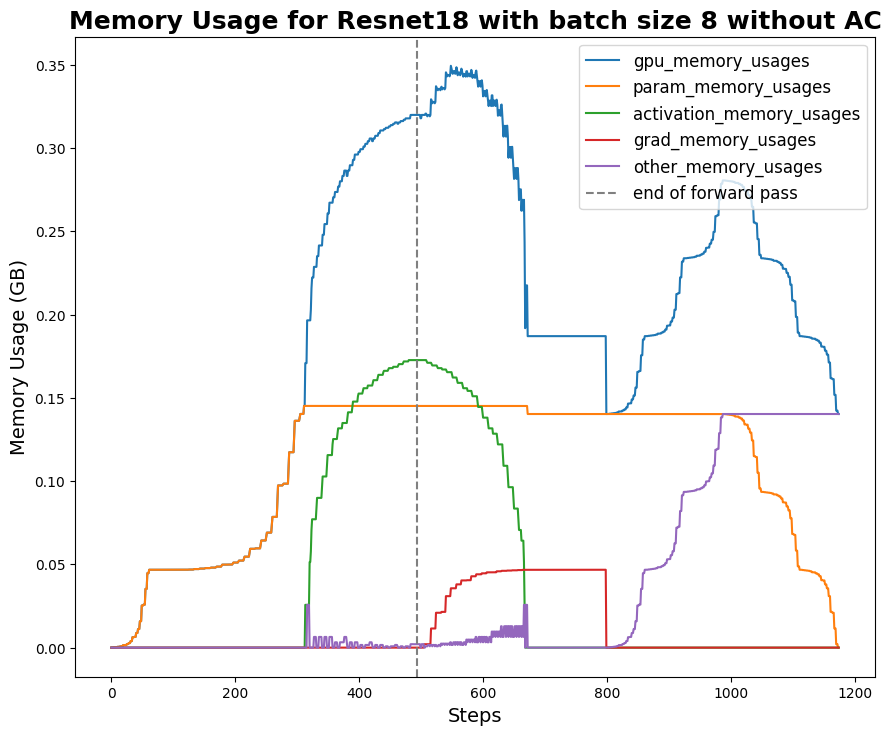 Memory Usage for Resnet18 with batch size 8 without AC
gpu_memory_usages
param_memory_usages
activation_memory_usages
grad_memory_usages
other_memory_usages
end of forward pass
Memory Usage (GB)
0.35
0.30
0.25
0.20
0.15
0.10
0.05
0.00
0 200 400 600 800 1000 1200
Steps